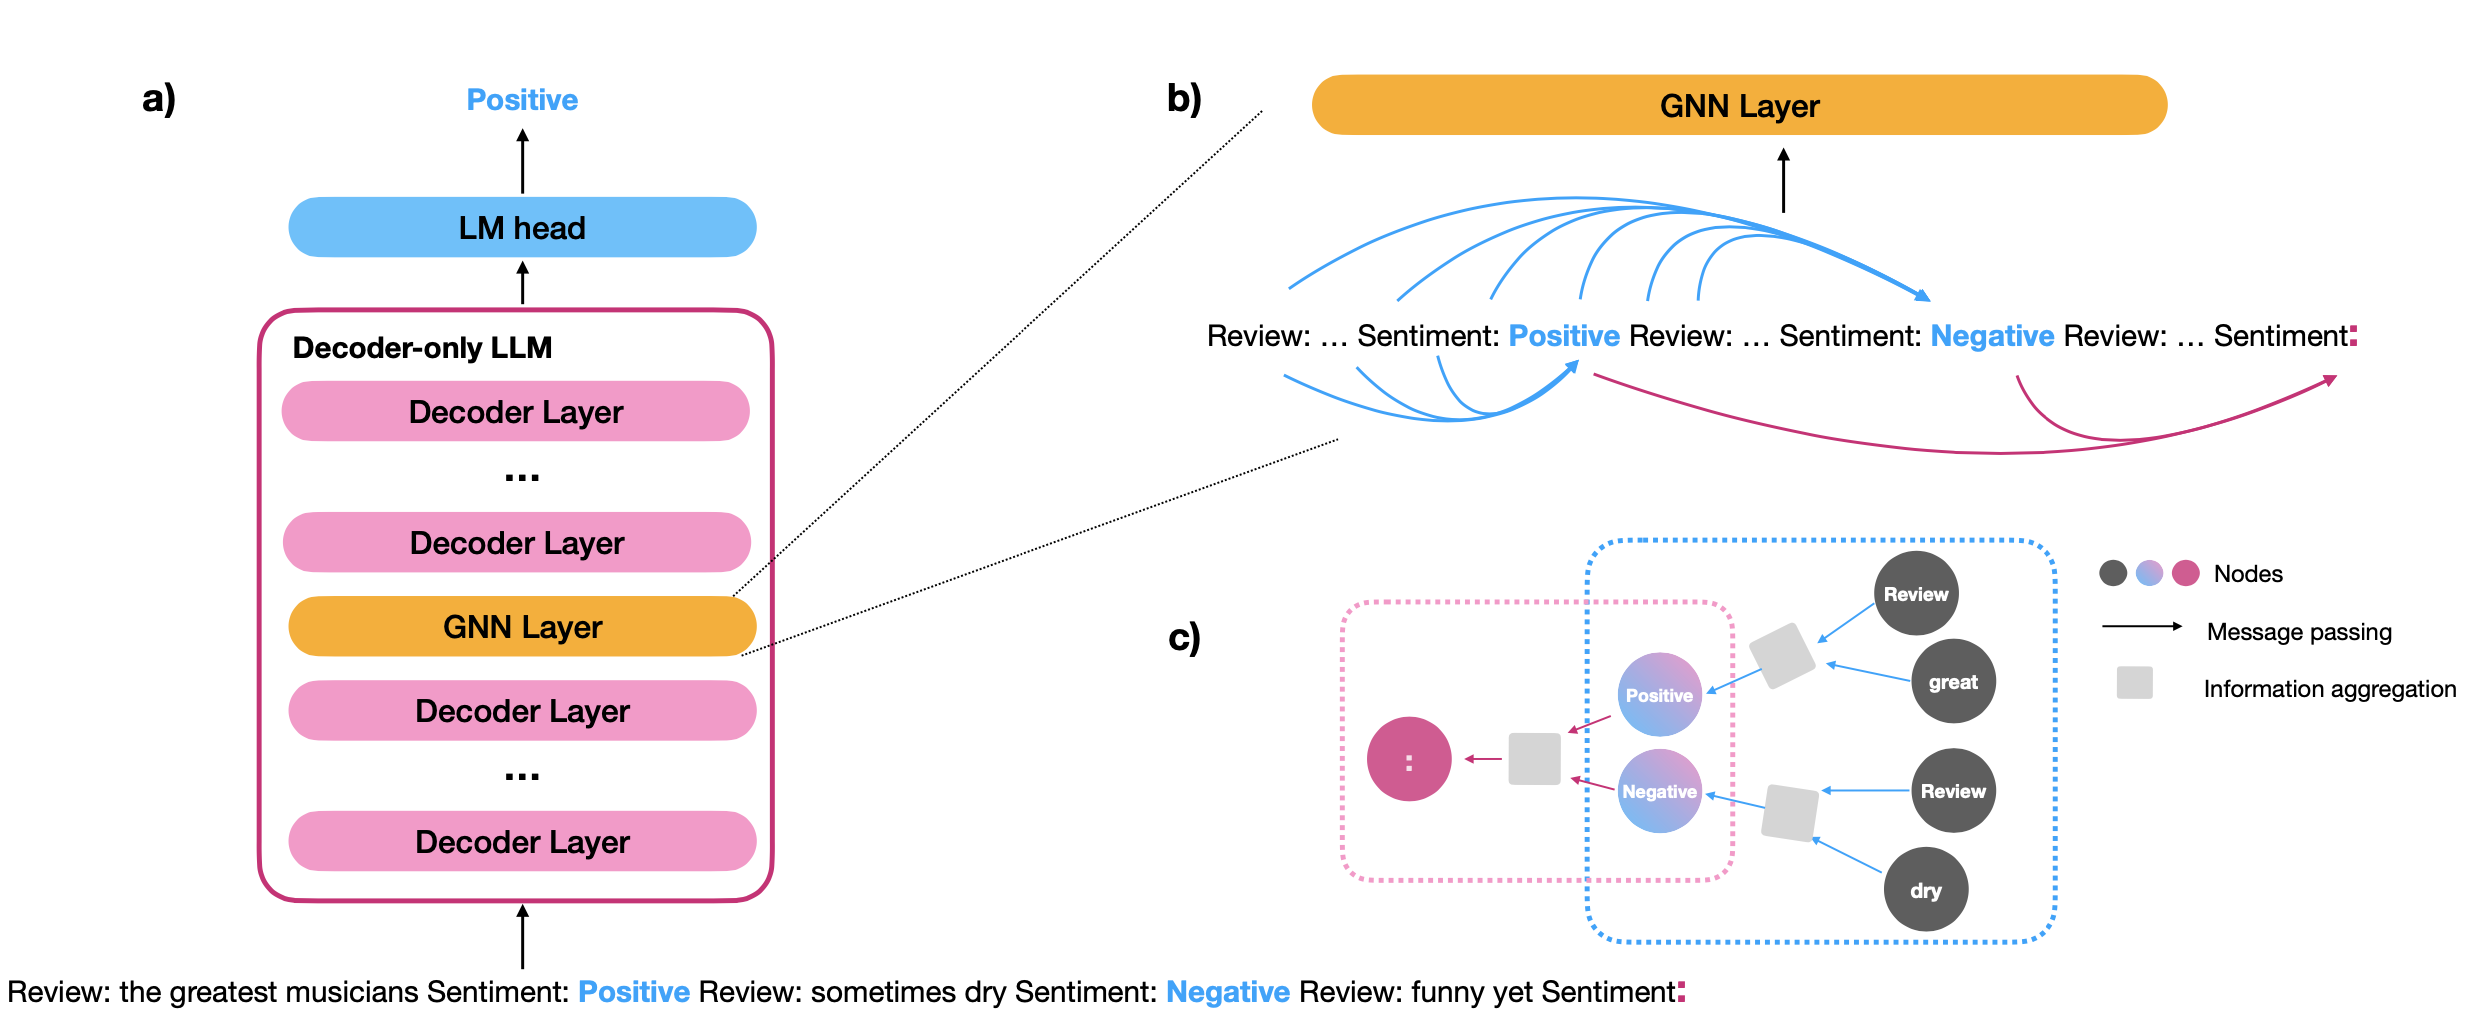 a)
Positive
LM head
Decoder-only LLM
Decoder Layer
...
Decoder Layer
GNN Layer
Decoder Layer
...
Decoder Layer
Review: the greatest musicians Sentiment: Positive Review: sometimes dry Sentiment: Negative Review: funny yet Sentiment:
b)
GNN Layer
Review: ... Sentiment: Positive Review: ... Sentiment: Negative Review: ... Sentiment:
c)
:
Positive
Negative
Review
great
Review
dry
Nodes
Message passing
Information aggregation